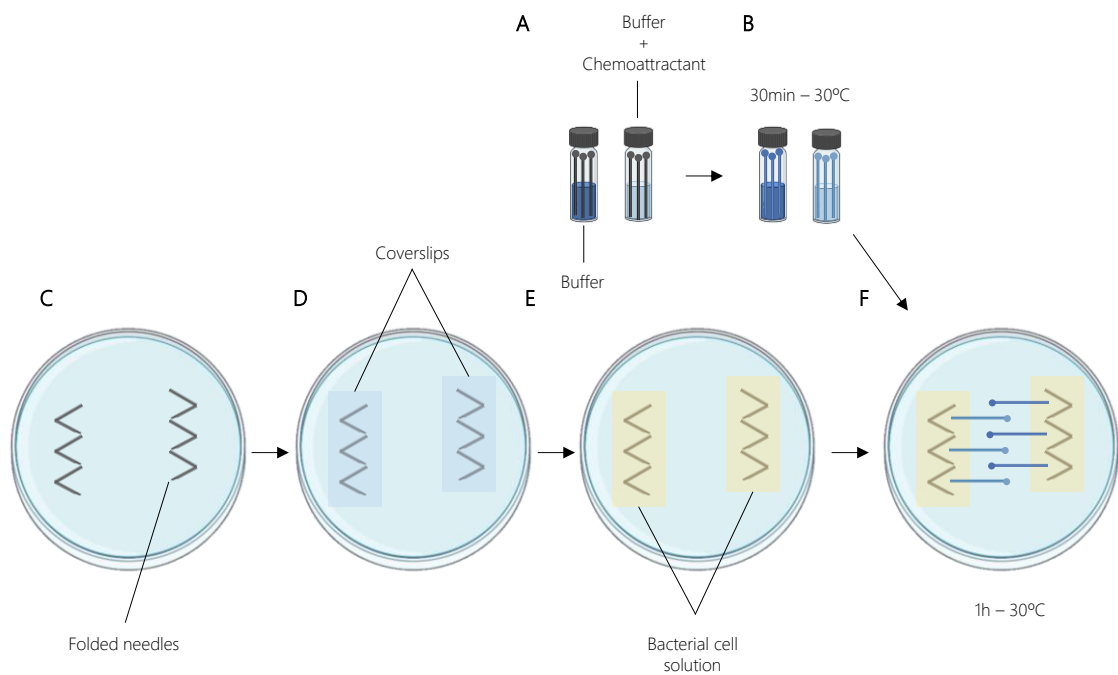 A
Buffer
+
Chemoattractant
B
30min – 30ºC
Buffer
Coverslips
C
D
E
F
Folded needles
Bacterial cell
solution
1h – 30ºC